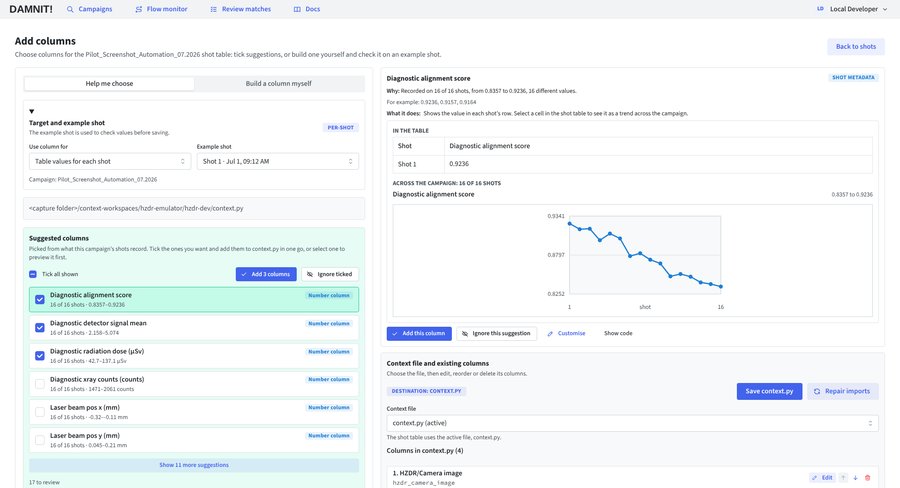 DAMNIT!
Campaigns
Flow monitor
Review matches
Docs
LD
Local Developer
Add columns
Choose columns for the Pilot_Screenshot_Automation_07.2026 shot table: tick suggestions, or build one yourself and check it on an example shot.
Back to shots
Help me choose
Build a column myself
Target and example shot
The example shot is used to check values before saving.
PER-SHOT
Use column for
Example shot
Table values for each shot
Shot 1 · Jul 1, 09:12 AM
Campaign: Pilot_Screenshot_Automation_07.2026
<capture folder>/context-workspaces/hzdr-emulator/hzdr-dev/context.py
Suggested columns
Picked from what this campaign's shots record. Tick the ones you want and add them to context.py in one go, or select one to
preview it first.
Tick all shown
Add 3 columns
Ignore ticked
Diagnostic alignment score
Number column
16 of 16 shots · 0.8357–0.9236
Diagnostic detector signal mean
Number column
16 of 16 shots · 2.158–5.074
Diagnostic radiation dose (µSv)
Number column
16 of 16 shots · 42.7–137.1 µSv
Diagnostic xray counts (counts)
Number column
16 of 16 shots · 1471–2061 counts
Laser beam pos x (mm)
Number column
16 of 16 shots · -0.32–-0.11 mm
Laser beam pos y (mm)
Number column
16 of 16 shots · 0.045–0.21 mm
Show 11 more suggestions
17 to review
Diagnostic alignment score
SHOT METADATA
Why: Recorded on 16 of 16 shots, from 0.8357 to 0.9236, 16 different values.
For example: 0.9236, 0.9157, 0.9164
What it does: Shows the value in each shot's row. Select a cell in the shot table to see it as a trend across the campaign.
IN THE TABLE
Shot
Diagnostic alignment score
Shot 1
0.9236
ACROSS THE CAMPAIGN: 16 OF 16 SHOTS
Diagnostic alignment score
0.8357 to 0.9236
0.9341
0.8797
0.8252
1
shot
16
Add this column
Ignore this suggestion
Customise
Show code
Context file and existing columns
Choose the file, then edit, reorder or delete its columns.
DESTINATION: CONTEXT.PY
Save context.py
Repair imports
Context file
context.py (active)
The shot table uses the active file, context.py.
Columns in context.py (4)
1. HZDR/Camera image
hzdr_camera_image
Edit